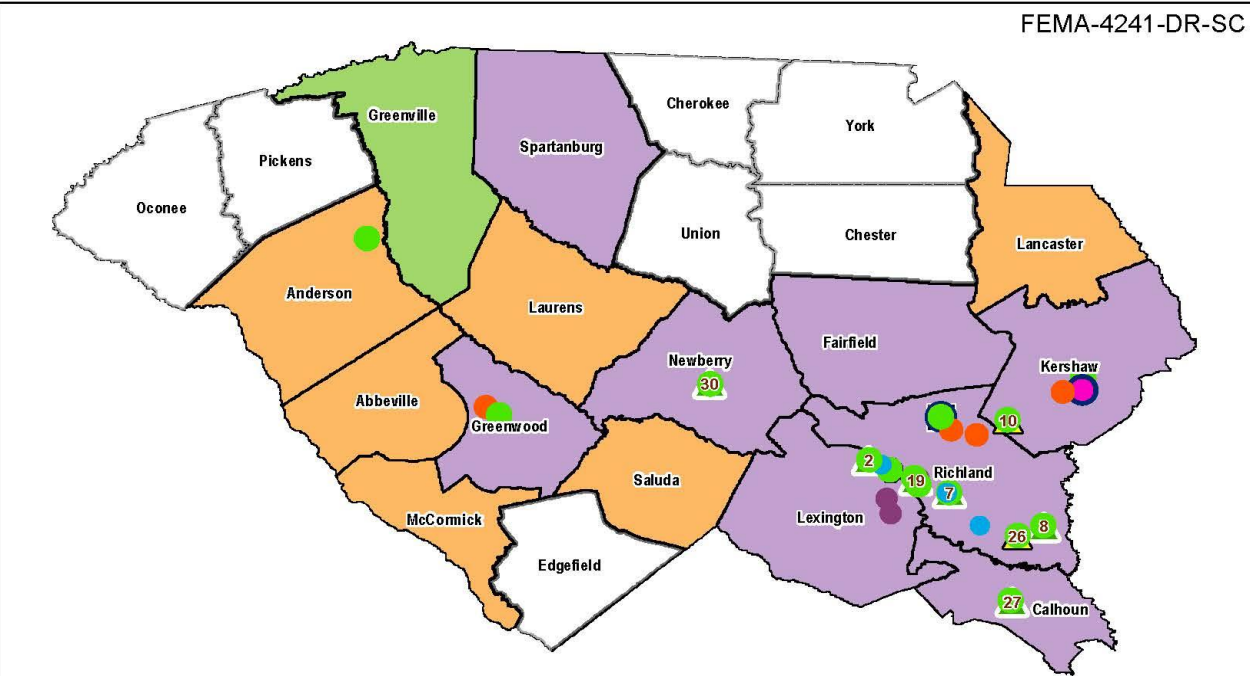 FEMA-4241-DR-SC
Cherokee
Greenville
York
Spartanburg
Pickens
Oconee
Union
Chester
Lancaster
Anderson
Laurens
Fairfield
Newberry
30
Kershaw
Abbeville
Greenwood
10
2
Richland
19
Saluda
7
Lexington
McCormick
8
26
Edgefield
27
Calhoun